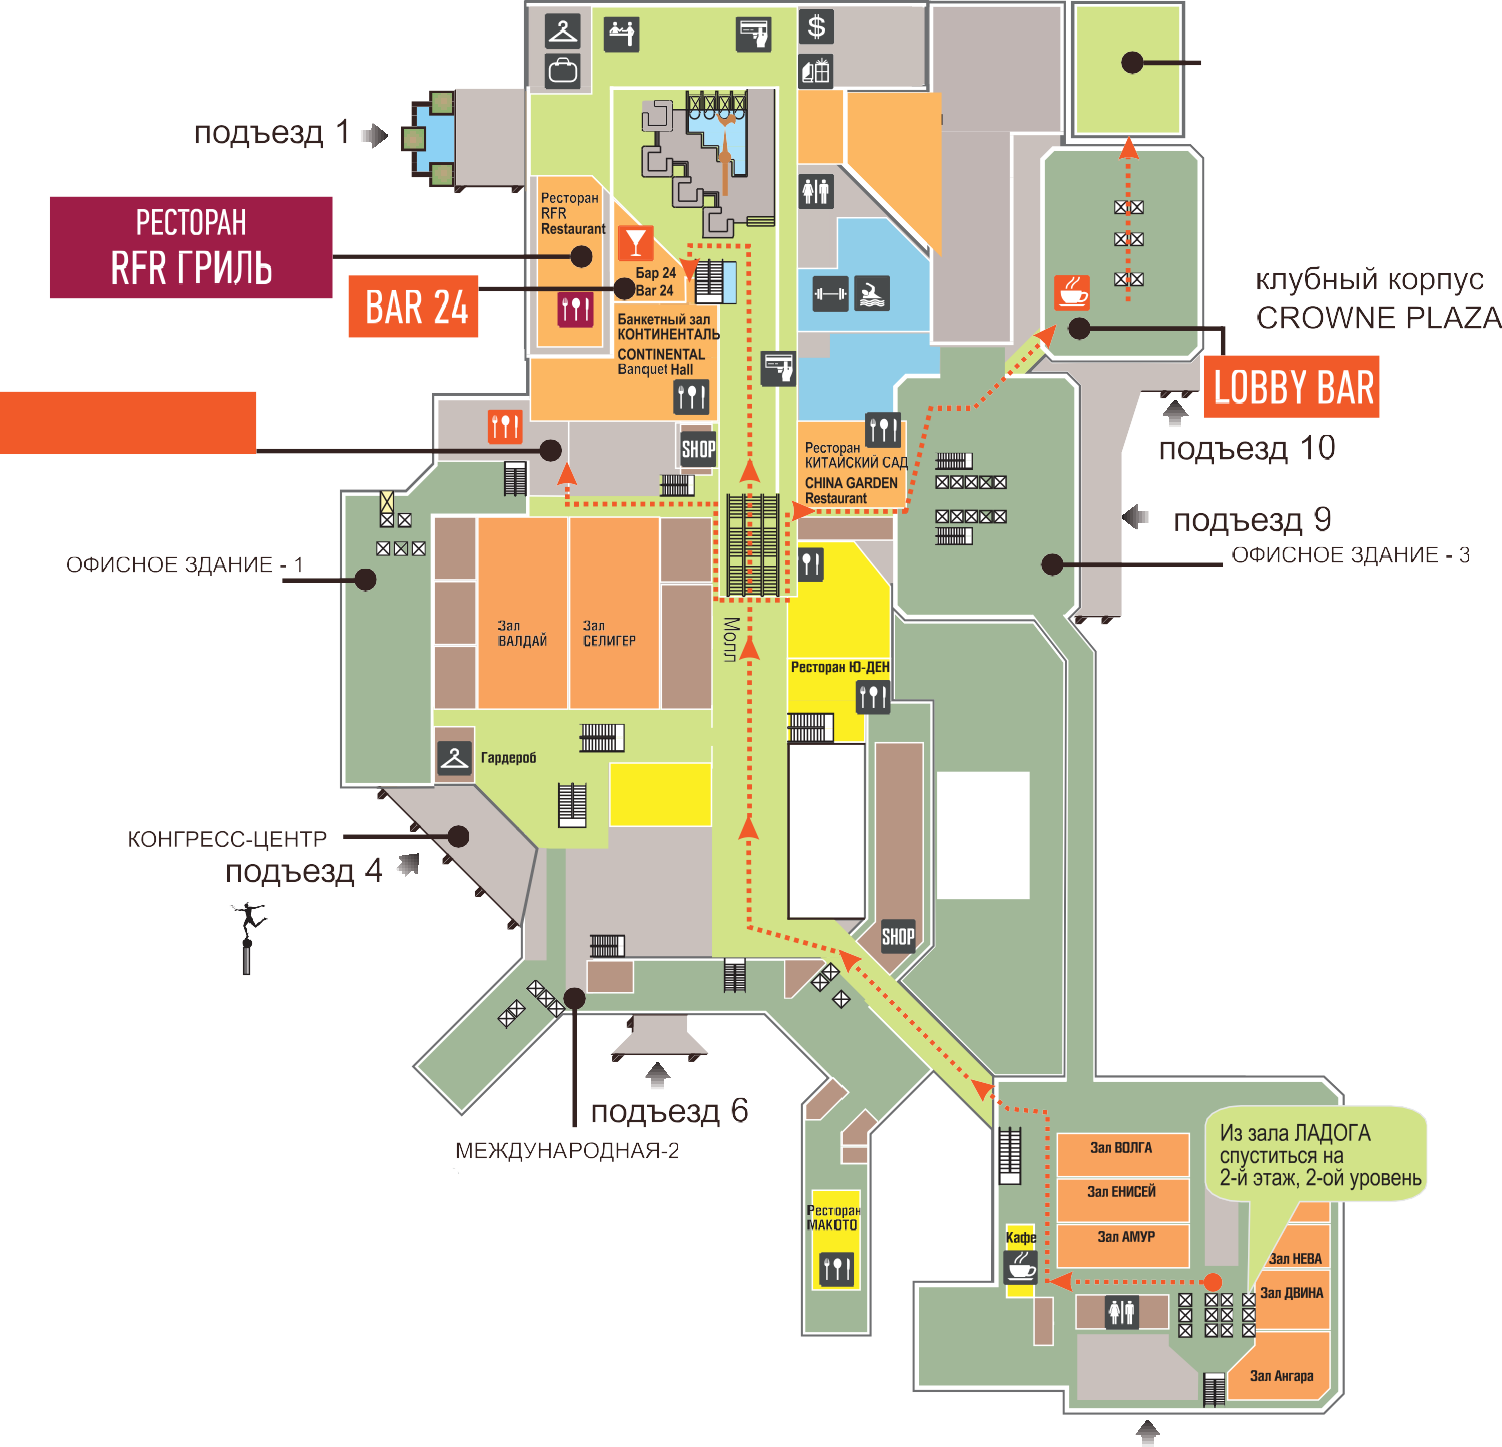 $
подъезд 1
Ресторан
RFR
Restaurant
РЕСТОРАН
RFR ГРИЛЬ
Бар 24
Bar 24
BAR 24
клубный корпус
CROWNE PLAZA
Банкетный зал
КОНТИНЕНТАЛЬ
CONTINENTAL
Banquet Hall
LOBBY BAR
подъезд 10
SHOP
Ресторан
КИТАЙСКИЙ САД
CHINA GARDEN
Restaurant
подъезд 9
ОФИСНОЕ ЗДАНИЕ - 3
ОФИСНОЕ ЗДАНИЕ - 1
Зал
ВАЛДАЙ
Зал
СЕЛИГЕР
Молл
Ресторан Ю-ДЕН
Гардероб
КОНГРЕСС-ЦЕНТР
подъезд 4
SHOP
подъезд 6
МЕЖДУНАРОДНАЯ-2
Из зала ЛАДОГА
спуститься на
2-й этаж, 2-ой уровень
Зал ВОЛГА
Зал ЕНИСЕЙ
Зал АМУР
Ресторан
МАКОТО
Кафе
Зал НЕВА
Зал ДВИНА
Зал Ангара